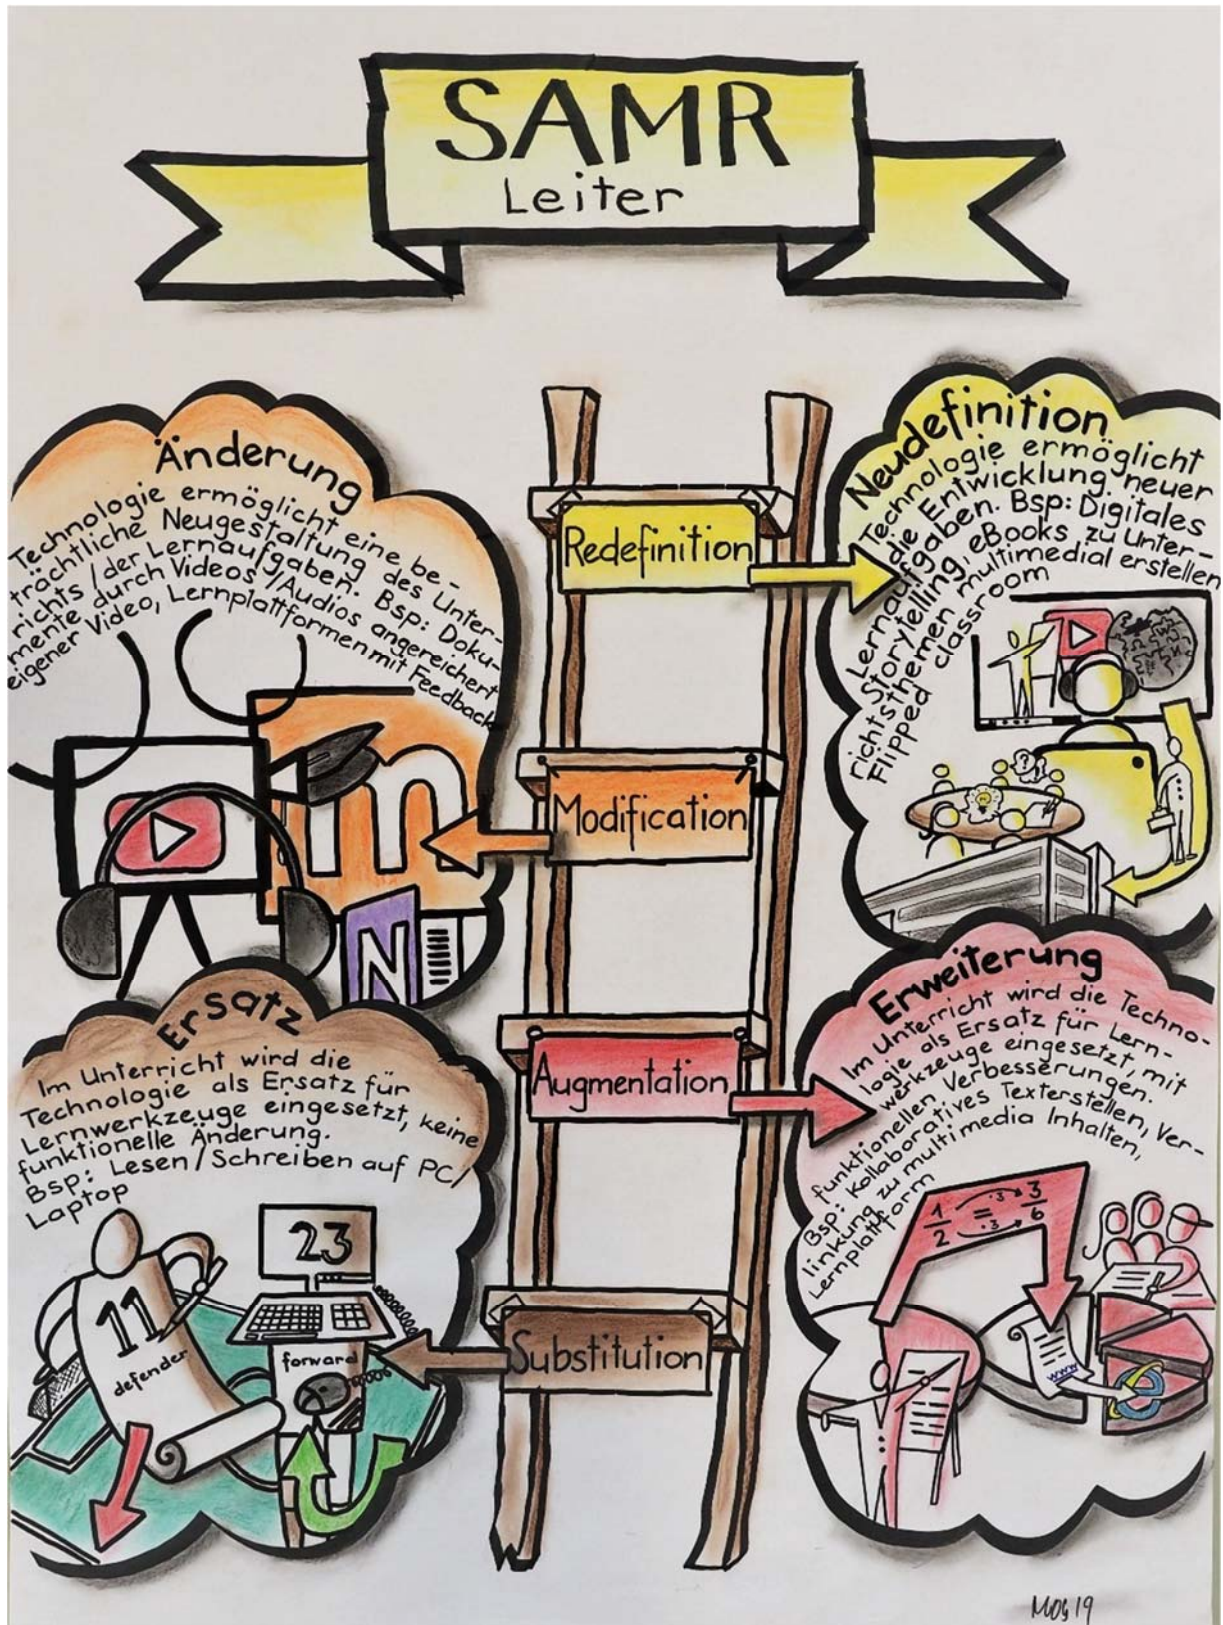 SAMR
Leiter
Änderung
Technologie ermöglicht eine be-
trächtliche Neugestaltung des Unter-
richts/der Lernaufgaben. Bsp: Doku-
mente durch Videos/Audios angereichert
eigener Video, Lernplattformen mit Feedback
N
Neudefinition
Technologie ermöglicht
die Entwicklung neuer
Lernaufgaben. Bsp: Digitales
Storytelling, eBooks zu Unter-
richtsthemen multimedial erstellen
Flipped classroom
Redefinition
Modification
Augmentation
Substitution
Ersatz
Im Unterricht wird die
Technologie als Ersatz für
Lernwerkzeuge eingesetzt, keine
funktionelle Änderung.
Bsp: Lesen/Schreiben auf PC/
Laptop
11
defender
23
forward
Erweiterung
Im Unterricht wird die Techno-
logie als Ersatz für Lern-
werkzeuge eingesetzt, mit
funktionellen Verbesserungen.
Bsp: Kollaboratives Texterstellen, Ver-
linkung zu multimedia Inhalten,
Lernplattform
1/2 = 3/6
·3
·3
www